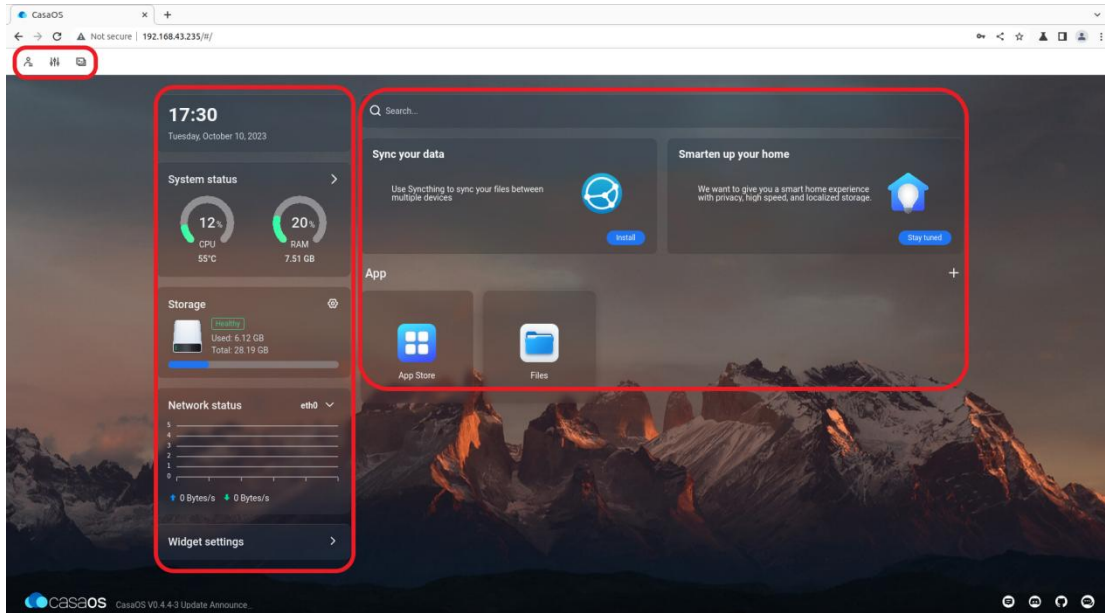 CasaOS
Not secure | 192.168.43.235/#/
17:30
Tuesday, October 10, 2023
System status
12%
CPU
55°C
20%
RAM
7.51 GB
Storage
Healthy
Used: 6.12 GB
Total: 28.19 GB
Network status
eth0
5
4
3
2
1
0
0 Bytes/s
0 Bytes/s
Widget settings
Search...
Sync your data
Use Syncthing to sync your files between
multiple devices
Install
Smarten up your home
We want to give you a smart home experience
with privacy, high speed, and localized storage.
Stay tuned
App
App Store
Files
CasaOS
CasaOS V0.4.4-3 Update Announce_